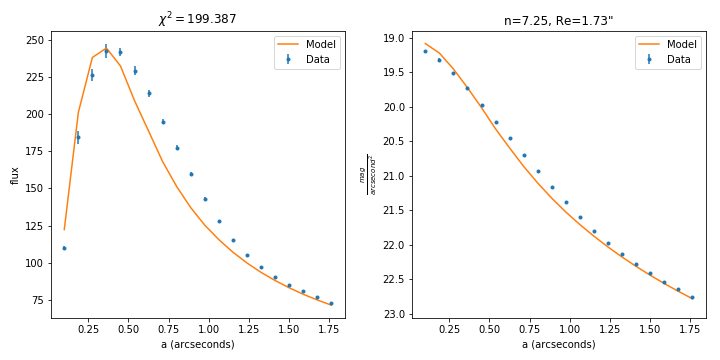 χ² = 199.387
250
225
200
175
150
125
100
75
flux
0.25 0.50 0.75 1.00 1.25 1.50 1.75
a (arcseconds)
Model
Data
n=7.25, Re=1.73"
19.0
19.5
20.0
20.5
21.0
21.5
22.0
22.5
23.0
mag
arcsecond²
0.25 0.50 0.75 1.00 1.25 1.50 1.75
a (arcseconds)
Model
Data